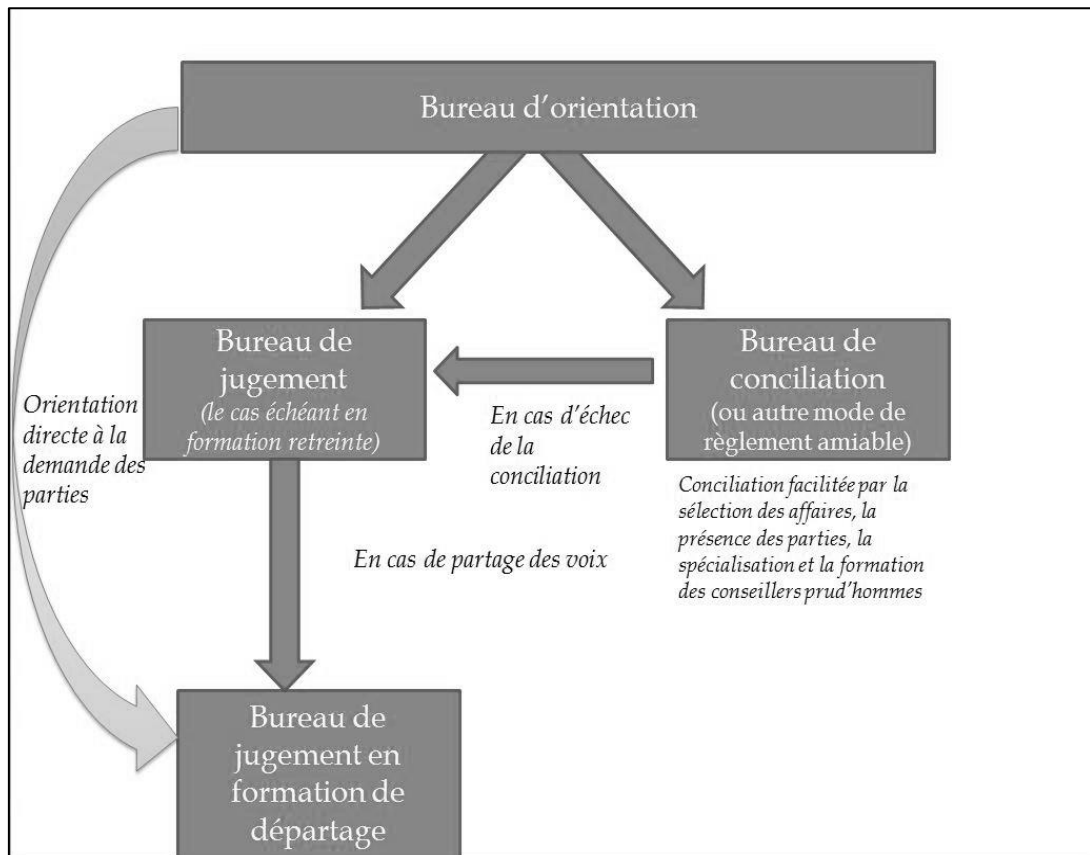 Bureau d’orientation
Bureau de
jugement
(le cas échéant en
formation retreinte)
Bureau de
conciliation
(ou autre mode de
règlement amiable)
Orientation
directe à la
demande des
parties
En cas d’échec
de la
conciliation
Conciliation facilitée par la
sélection des affaires, la
présence des parties, la
spécialisation et la formation
des conseillers prud’hommes
En cas de partage des voix
Bureau de
jugement en
formation de
départage